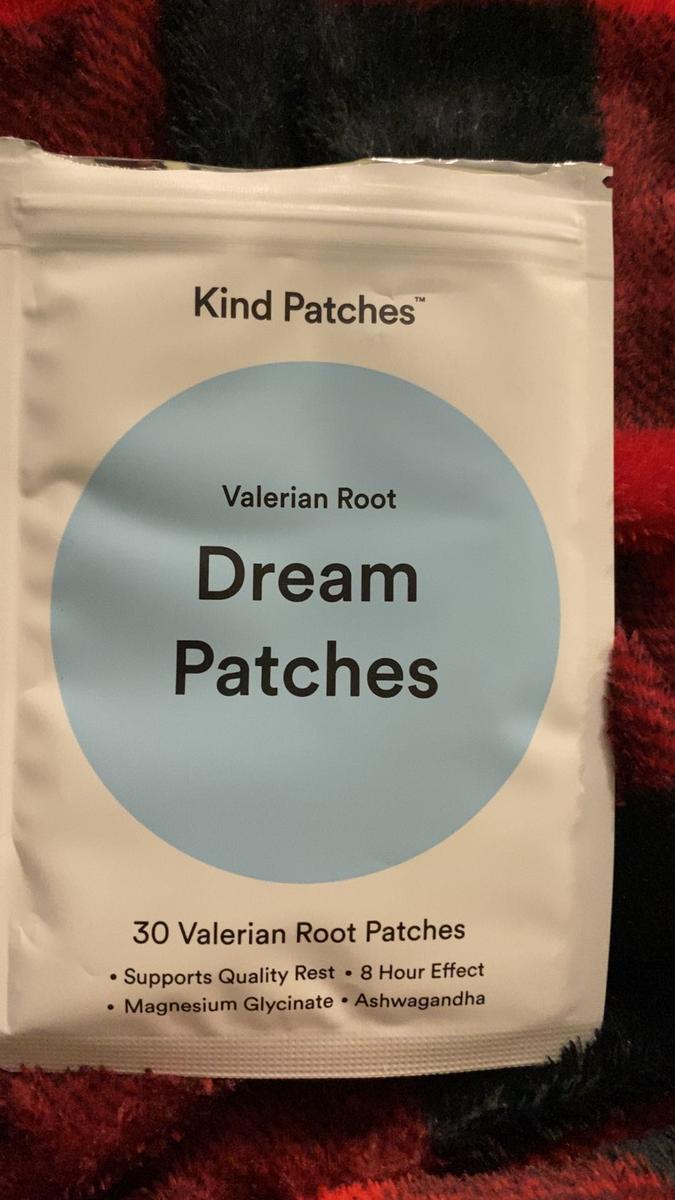 Kind Patches™
Valerian Root
Dream
Patches
30 Valerian Root Patches
• Supports Quality Rest • 8 Hour Effect
• Magnesium Glycinate • Ashwagandha